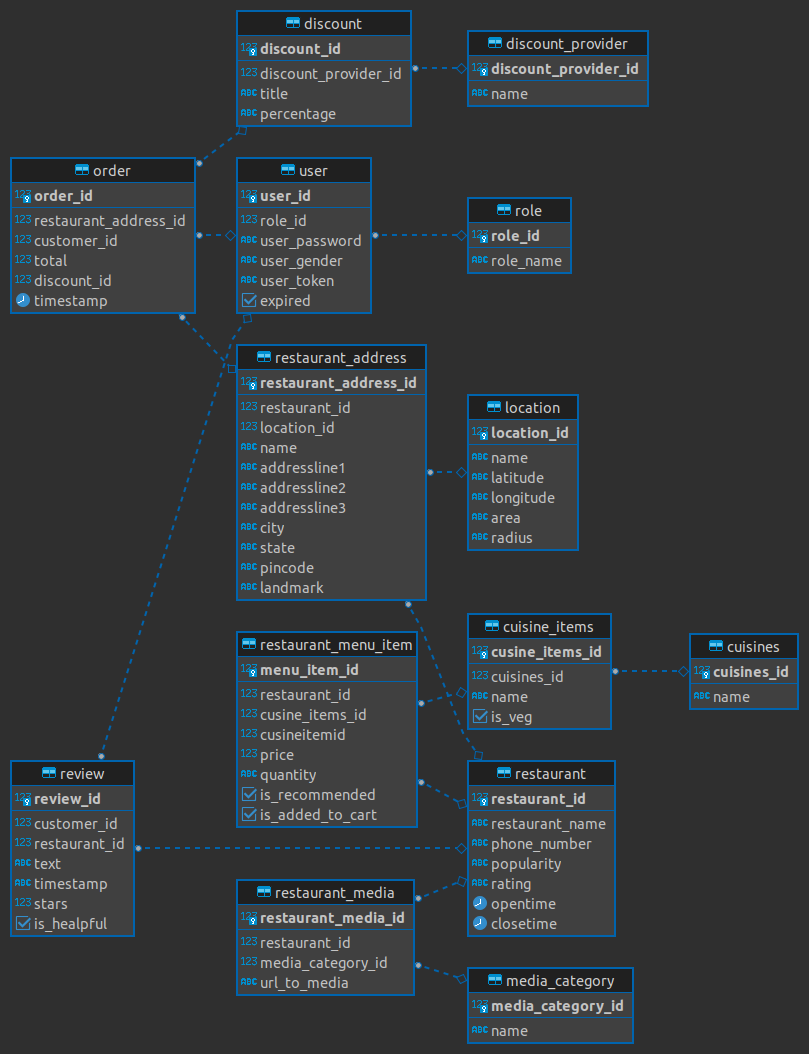 discount
discount_id
discount_provider_id
title
percentage
discount_provider
discount_provider_id
name
order
order_id
restaurant_address_id
customer_id
total
discount_id
timestamp
user
user_id
role_id
user_password
user_gender
user_token
expired
role
role_id
role_name
restaurant_address
restaurant_address_id
restaurant_id
location_id
name
addressline1
addressline2
addressline3
city
state
pincode
landmark
location
location_id
name
latitude
longitude
area
radius
restaurant_menu_item
menu_item_id
restaurant_id
cusine_items_id
cusineitemid
price
quantity
is_recommended
is_added_to_cart
cuisine_items
cusine_items_id
cuisines_id
name
is_veg
cuisines
cuisines_id
name
review
review_id
customer_id
restaurant_id
text
timestamp
stars
is_healpful
restaurant
restaurant_id
restaurant_name
phone_number
popularity
rating
opentime
closetime
restaurant_media
restaurant_media_id
restaurant_id
media_category_id
url_to_media
media_category
media_category_id
name